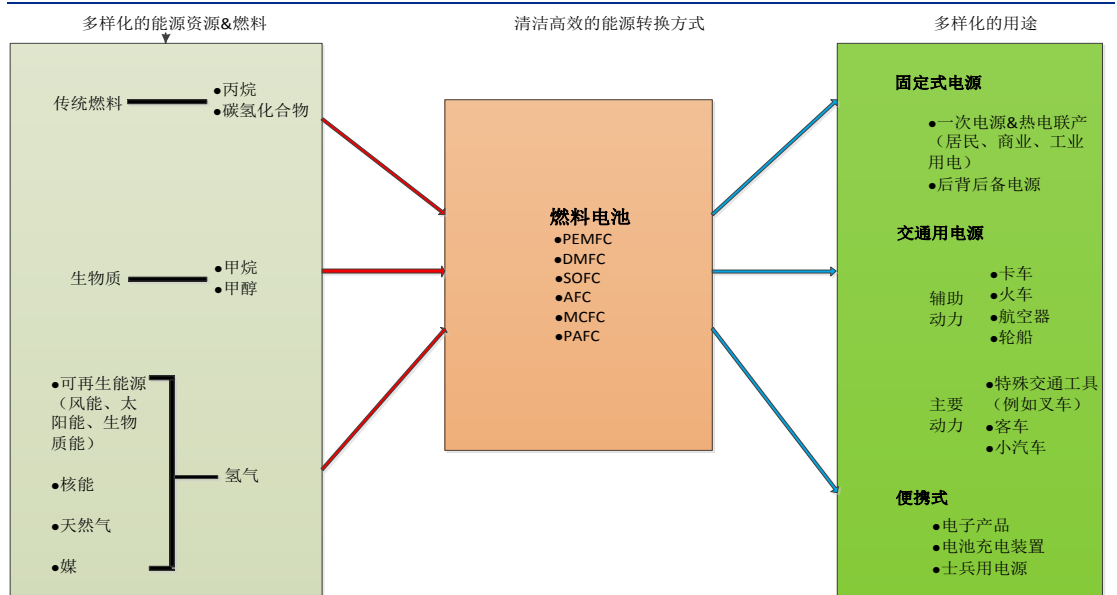 多样化的能源资源&燃料
清洁高效的能源转换方式
多样化的用途
传统燃料
●丙烷
●碳氢化合物
生物质
●甲烷
●甲醇
●可再生能源
（风能、太
阳能、生物
质能）
●核能
●天然气
●媒
氢气
燃料电池
●PEMFC
●DMFC
●SOFC
●AFC
●MCFC
●PAFC
固定式电源
●一次电源&热电联产
（居民、商业、工业
用电）
●后背后备电源
交通用电源
辅助
动力
●卡车
●火车
●航空器
●轮船
主要
动力
●特殊交通工具
（例如叉车）
●客车
●小汽车
便携式
●电子产品
●电池充电装置
●士兵用电源